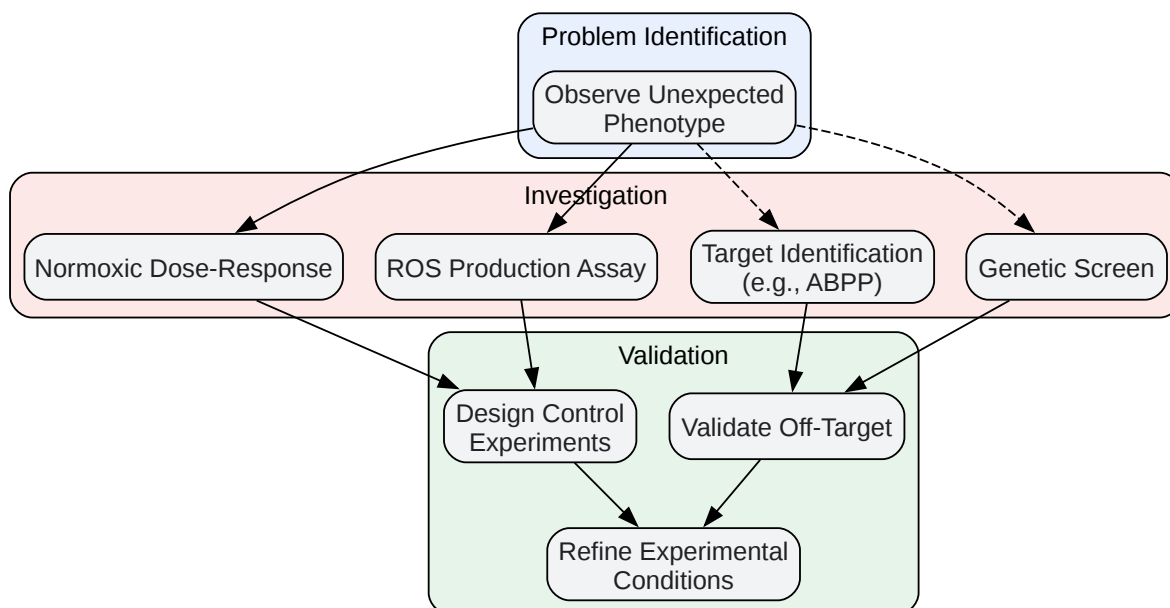 Problem Identification
Observe Unexpected
Phenotype
Investigation
Normoxic Dose-Response
ROS Production Assay
Target Identification
(e.g., ABPP)
Genetic Screen
Validation
Design Control
Experiments
Validate Off-Target
Refine Experimental
Conditions